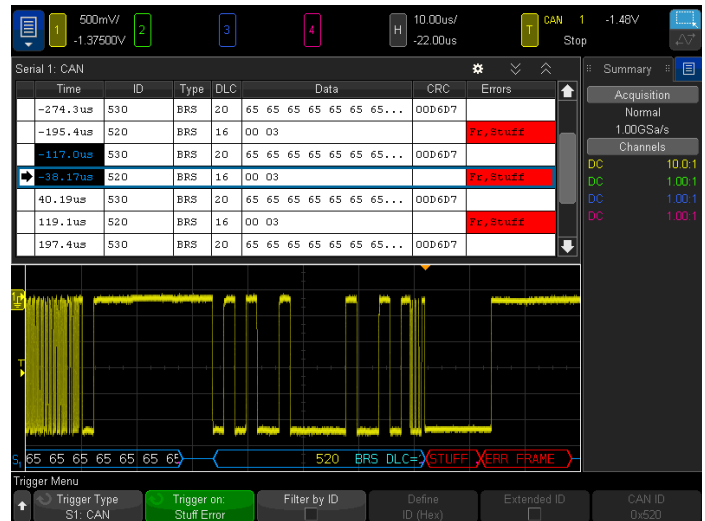 1 500mV/ -1.37500V 2 3 4 H 10.00us/ -22.00us T CAN 1 -1.48V Stop
Serial 1: CAN
Time ID Type DLC Data CRC Errors
-274.3us 530 BRS 20 65 65 65 65 65 65... 00D6D7
-195.4us 520 BRS 16 00 03 Fr,Stuff
-117.0us 530 BRS 20 65 65 65 65 65 65... 00D6D7
-38.17us 520 BRS 16 00 03 Fr,Stuff
40.19us 530 BRS 20 65 65 65 65 65 65... 00D6D7
119.1us 520 BRS 16 00 03 Fr,Stuff
197.4us 530 BRS 20 65 65 65 65 65 65... 00D6D7
Summary
Acquisition
Normal
1.00GSa/s
Channels
DC 10.0:1
DC 1.00:1
DC 1.00:1
DC 1.00:1
T
S1 65 65 65 65 65 65 65 520 BRS DLC= STUFF ERR FRAME
Trigger Menu
Trigger Type
S1: CAN
Trigger on:
Stuff Error
Filter by ID
Define
ID (Hex)
Extended ID
CAN ID
0x520